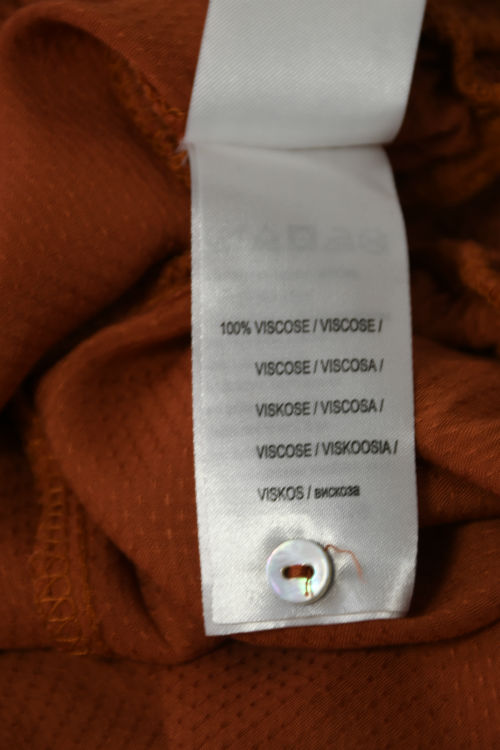 100% VISCOSE / VISCOSE /
VISCOSE / VISCOSA /
VISKOSE / VISCOSA /
VISCOSE / VISKOOSIA /
VISKOS / вискоза